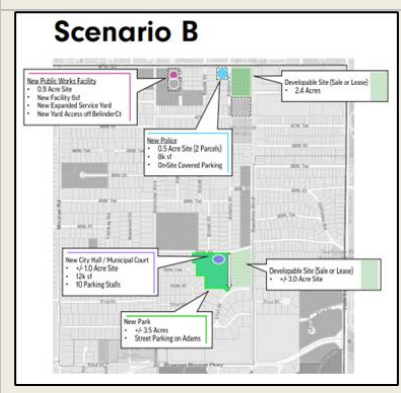 Scenario B
New Public Works Facility
• 0.9 Acre Site
• New Facility 6sf
• New Expanded Service Yard
• New Yard Access off Belinder Ct
Developable Site (Sale or Lease)
• 2.4 Acres
New Police
• 0.5 Acre Site (2 Parcels)
• 8k sf
• On-Site Covered Parking
New City Hall / Municipal Court
• +/-1.0 Acre Site
• 12k sf
• 10 Parking Stalls
Developable Site (Sale or Lease)
• +/-3.0 Acre Site
New Park
• +/-3.5 Acres
• Street Parking on Adams